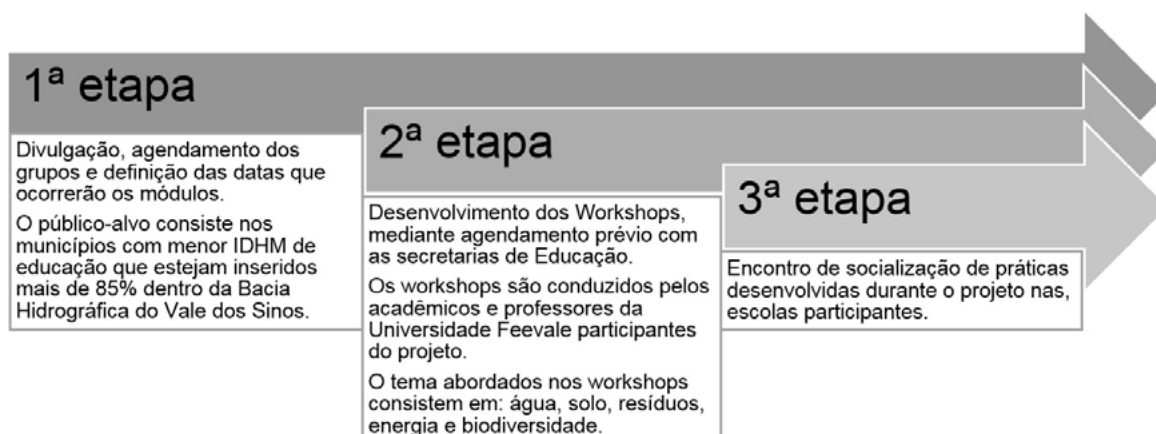 1ª etapa
Divulgação, agendamento dos
grupos e definição das datas que
ocorrerão os módulos.
O público-alvo consiste nos
municípios com menor IDHM de
educação que estejam inseridos
mais de 85% dentro da Bacia
Hidrográfica do Vale dos Sinos.
2ª etapa
Desenvolvimento dos Workshops,
mediante agendamento prévio com
as secretarias de Educação.
Os workshops são conduzidos pelos
acadêmicos e professores da
Universidade Feevale participantes
do projeto.
O tema abordados nos workshops
consistem em: água, solo, resíduos,
energia e biodiversidade.
3ª etapa
Encontro de socialização de práticas
desenvolvidas durante o projeto nas,
escolas participantes.